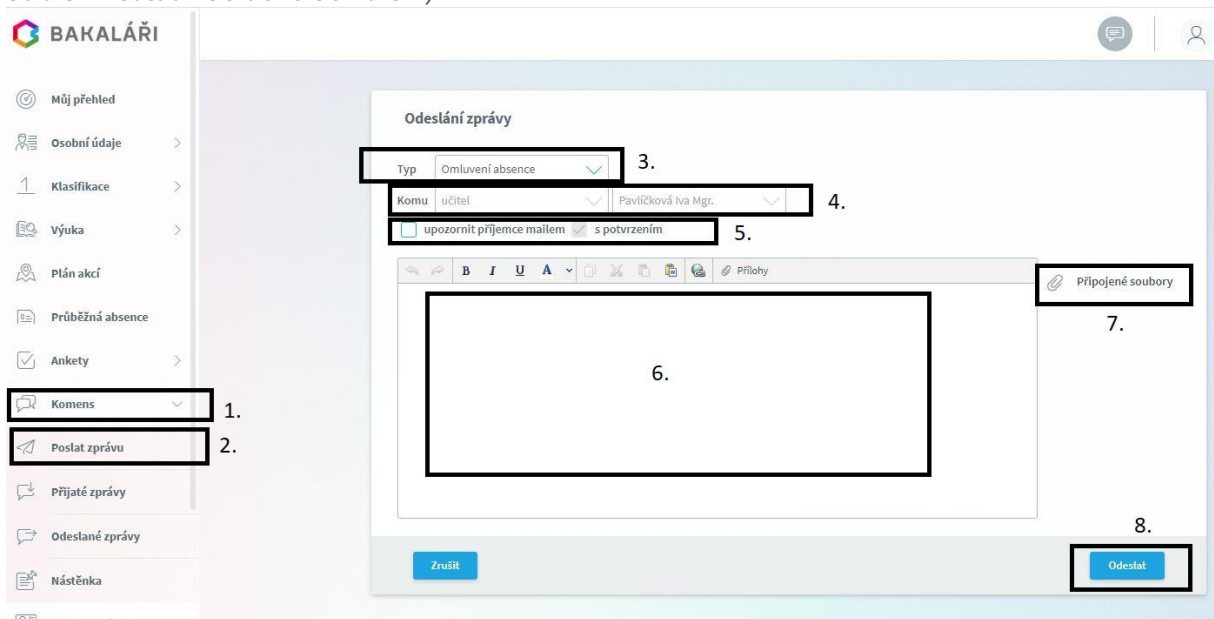 BAKALÁŘI
Můj přehled
Osobní údaje
Klasifikace
Výuka
Plán akcí
Průběžná absence
Ankety
Komens
1.
Poslat zprávu
2.
Přijaté zprávy
Odeslané zprávy
Nástěnka
Odeslání zprávy
Typ Omluvení absence 3.
Komu učitel Pavlíčková Iva Mgr. 4.
upozornit příjemce mailem s potvrzením 5.
B I U A Přílohy
Připojené soubory
7.
6.
8.
Zrušit Odeslat